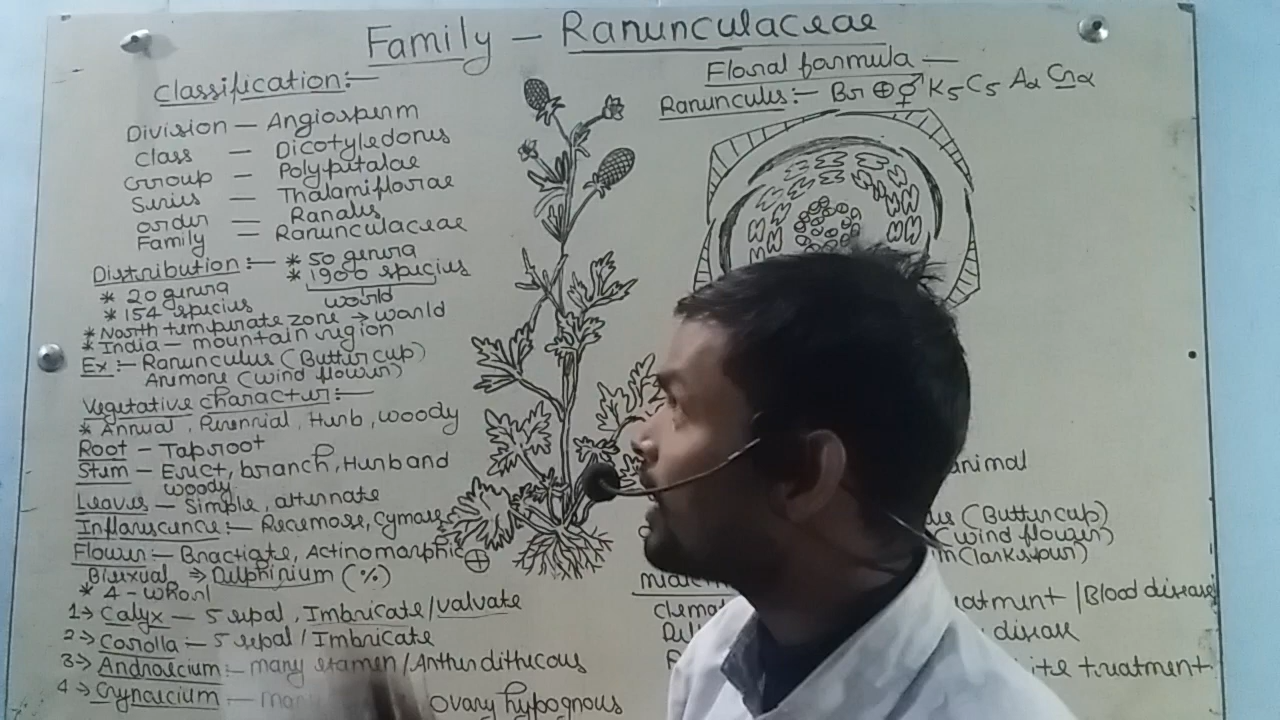 Family — Ranunculaceae
Classification:—
Division — Angiosperm
Class — Dicotyledons
Group — Polypetalae
Series — Thalamiflorae
order — Ranales
Family — Ranunculaceae
Distribution:— * 50 genera
* 1900 species
world
* 20 genera
* 154 species
* North temperate zone → world
* India — mountain region
Ex:— Ranunculus (Butter cup)
Anemone (wind flower)
Vegetative character:—
* Annual, Perennial, Herb, woody
Root — Taproot
Stem — Erect, branch, Herb and
woody
Leaves — Simple, alternate
Inflorescence:— Racemose, Cymose
Flower:— Bractiate, Actinomorphic ⊕
Bisexual ⇒ Delphinium (%)
* 4 - whorl
1→ Calyx — 5 sepal, Imbricate/valvate
2→ Corolla — 5 sepal / Imbricate
3→ Androecium:— many stamen/Anther dithecous
4→ Gynaecium — ovary hypognous
Floral formula —
Ranunculus:— Br ⊕ ⚥ K5 C5 Aα G̲α
animal
(Buttercup)
(wind flower)
(larkspur)
/Blood disease
disease
treatment